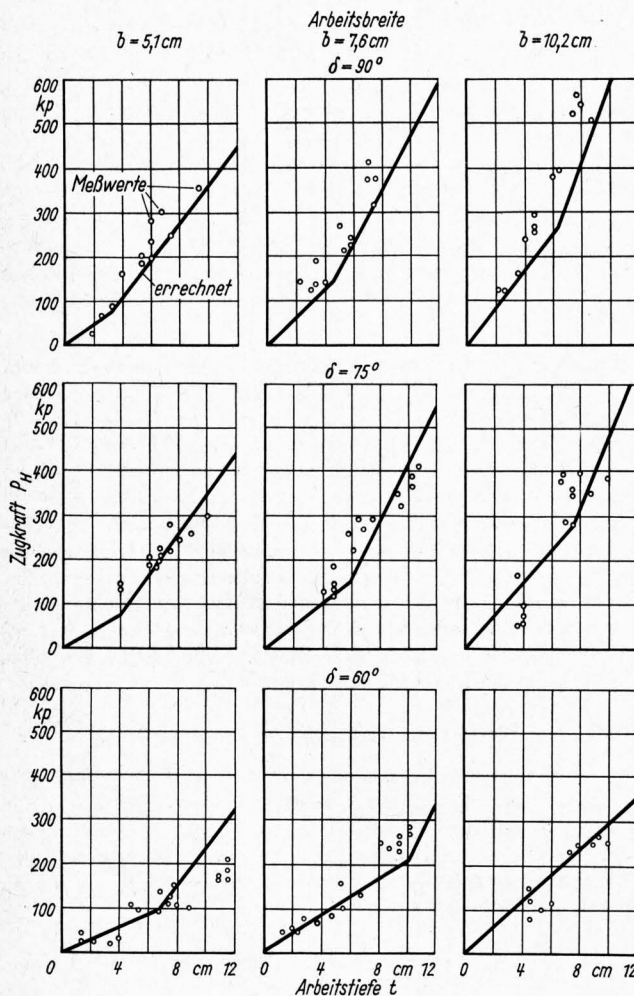 Arbeitsbreite
b = 5,1 cm
b = 7,6 cm
b = 10,2 cm
δ = 90°
600
kp
500
400
300
200
100
0
Meßwerte
errechnet
δ = 75°
600
kp
500
400
300
200
100
0
Zugkraft P_H
δ = 60°
600
kp
500
400
300
200
100
0
4 8 cm 12
0 4 8 cm 12
0 4 8 cm 12
Arbeitstiefe t